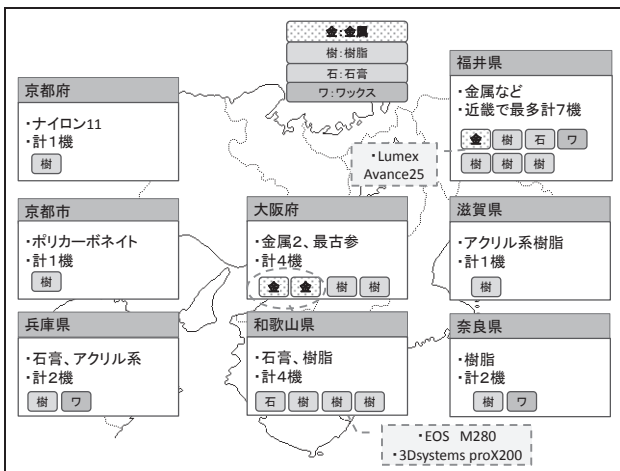 金:金属
樹:樹脂
石:石膏
ワ:ワックス
京都府
・ナイロン11
・計1機
樹
福井県
・金属など
・近畿で最多計7機
金 樹 石 ワ
樹 樹 樹
・Lumex
Avance25
京都市
・ポリカーボネイト
・計1機
樹
大阪府
・金属2、最古参
・計4機
金 金 樹 樹
滋賀県
・アクリル系樹脂
・計1機
樹
兵庫県
・石膏、アクリル系
・計2機
樹 ワ
和歌山県
・石膏、樹脂
・計4機
石 樹 樹 樹
奈良県
・樹脂
・計2機
樹 ワ
・EOS M280
・3Dsystems proX200